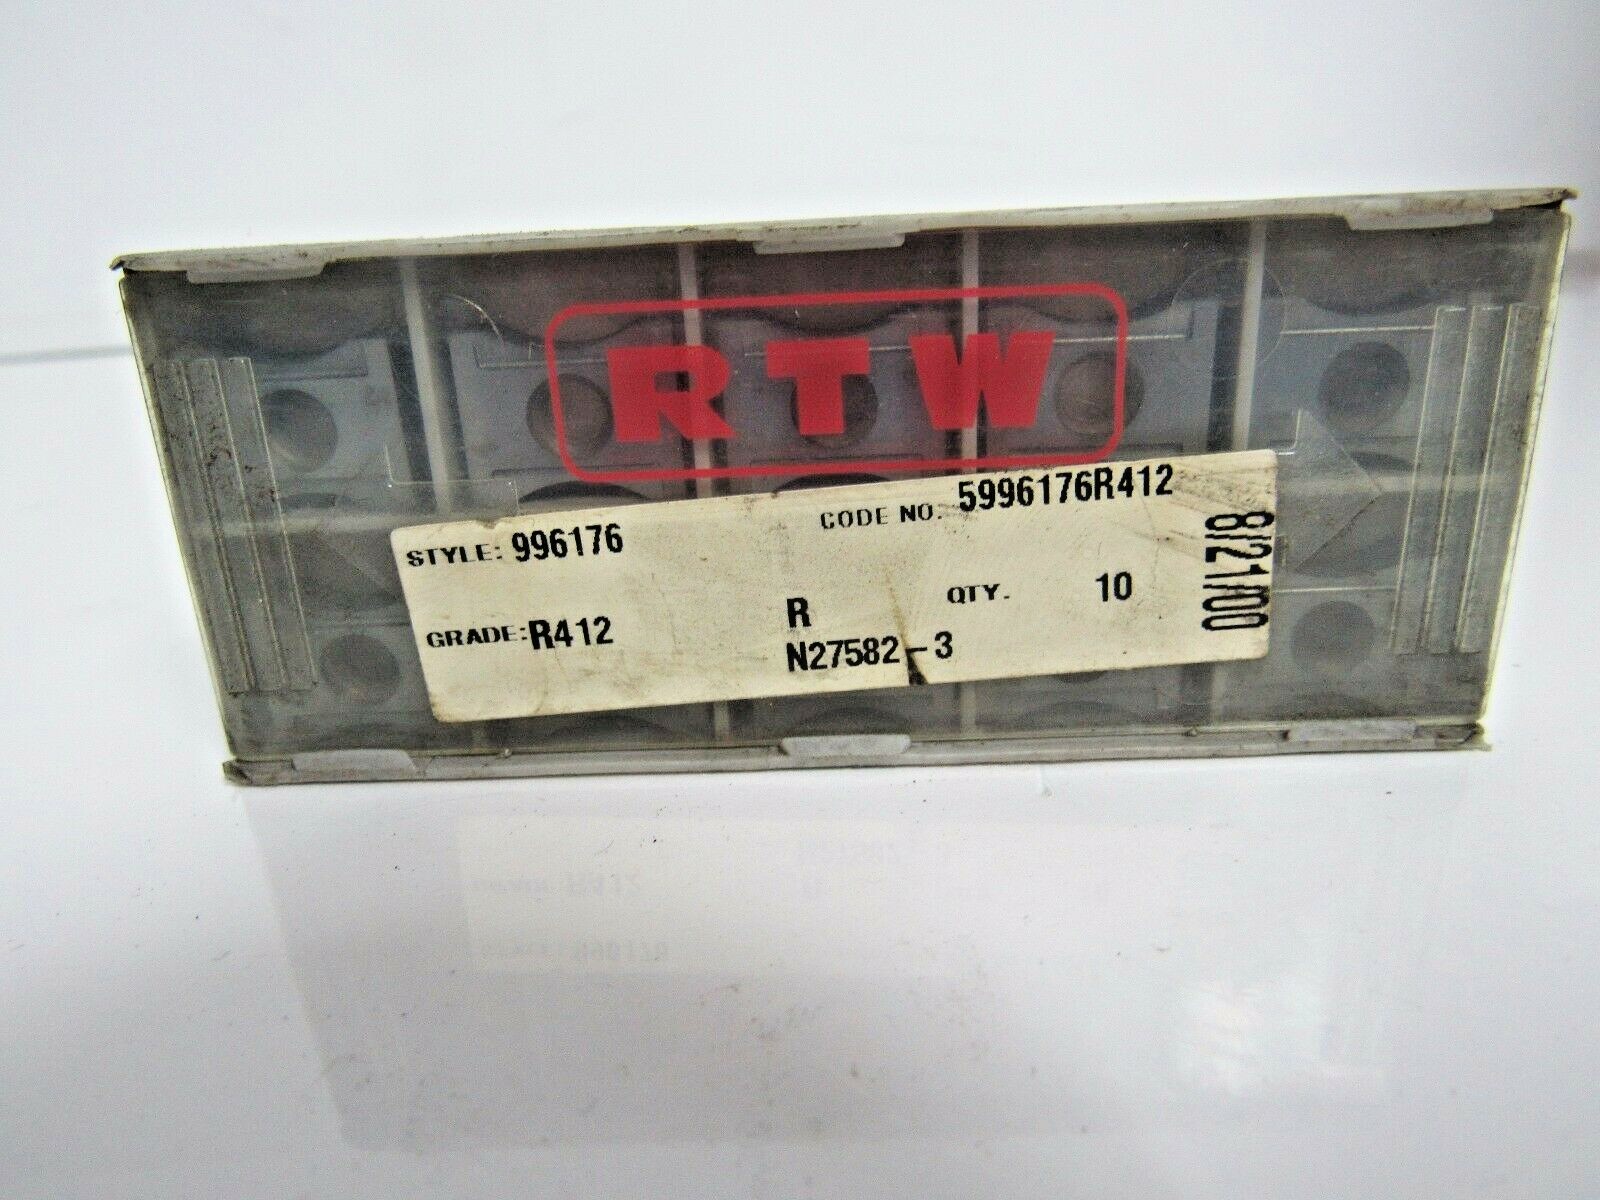 RTW
STYLE: 996176
CODE NO. 5996176R412
GRADE: R412
R
QTY. 10
N27582-3
8/21/00